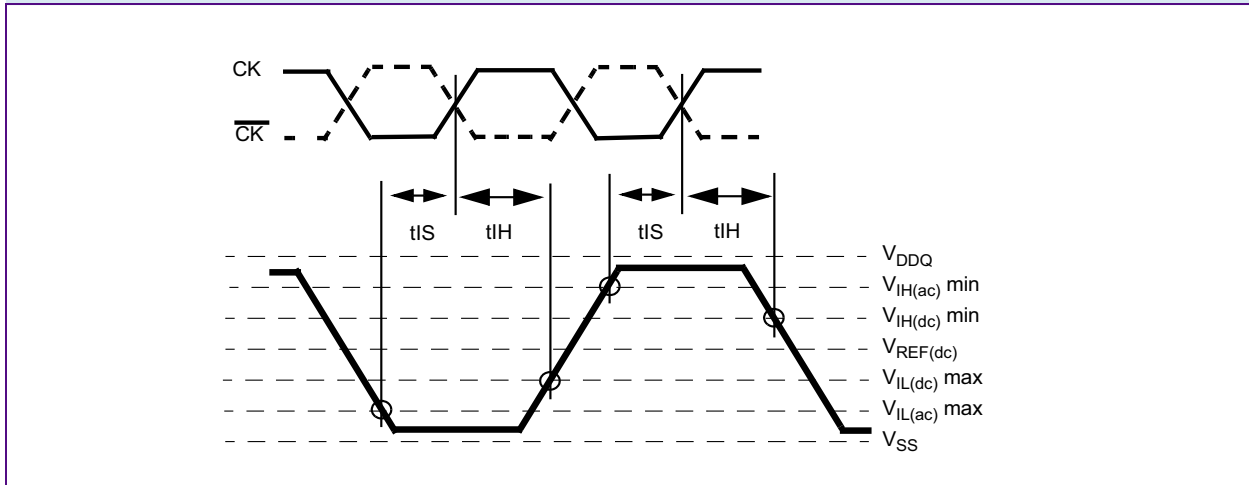 CK
C̅K̅
tIS
tIH
tIS
tIH
VDDQ
VIH(ac) min
VIH(dc) min
VREF(dc)
VIL(dc) max
VIL(ac) max
VSS